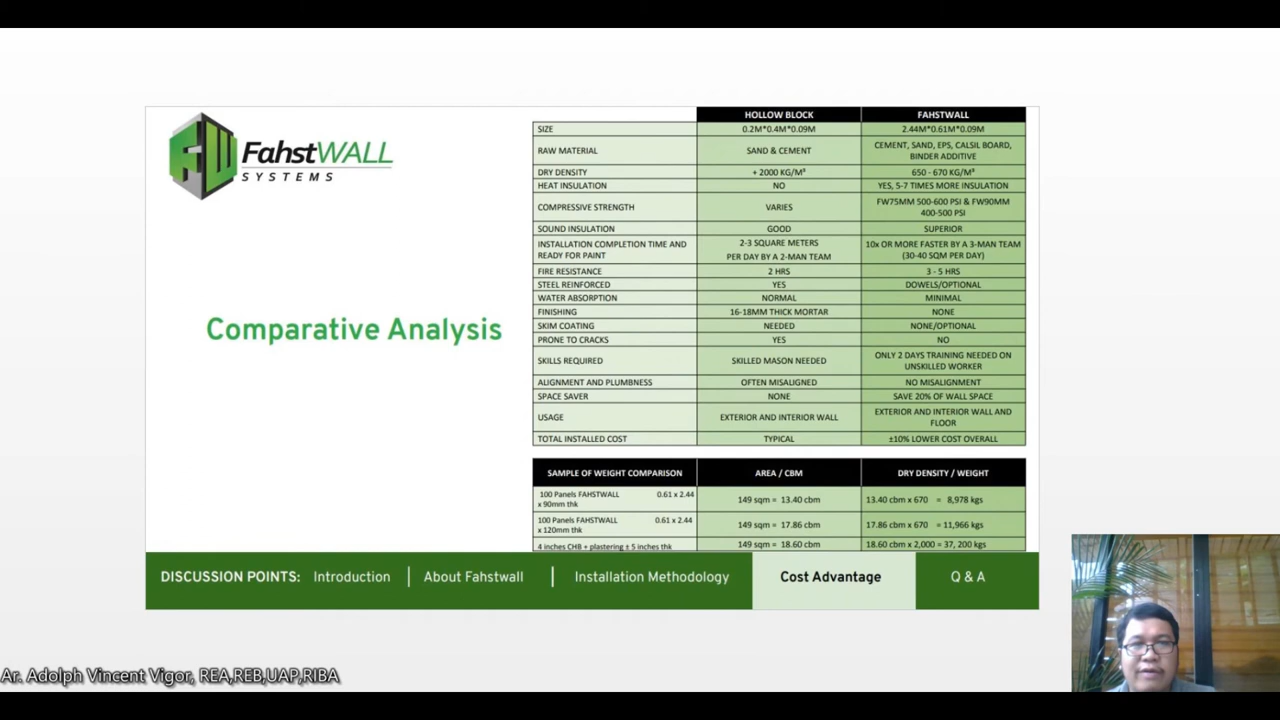 FahstWALL
SYSTEMS
Comparative Analysis
HOLLOW BLOCK FAHSTWALL
SIZE 0.2M*0.4M*0.09M 2.44M*0.61M*0.09M
RAW MATERIAL SAND & CEMENT CEMENT, SAND, EPS, CALSIL BOARD,
BINDER ADDITIVE
DRY DENSITY + 2000 KG/M³ 650 - 670 KG/M³
HEAT INSULATION NO YES, 5-7 TIMES MORE INSULATION
COMPRESSIVE STRENGTH VARIES FW75MM 500-600 PSI & FW90MM
400-500 PSI
SOUND INSULATION GOOD SUPERIOR
INSTALLATION COMPLETION TIME AND 2-3 SQUARE METERS 10x OR MORE FASTER BY A 3-MAN TEAM
READY FOR PAINT PER DAY BY A 2-MAN TEAM (30-40 SQM PER DAY)
FIRE RESISTANCE 2 HRS 3 - 5 HRS
STEEL REINFORCED YES DOWELS/OPTIONAL
WATER ABSORPTION NORMAL MINIMAL
FINISHING 16-18MM THICK MORTAR NONE
SKIM COATING NEEDED NONE/OPTIONAL
PRONE TO CRACKS YES NO
SKILLS REQUIRED SKILLED MASON NEEDED ONLY 2 DAYS TRAINING NEEDED ON
UNSKILLED WORKER
ALIGNMENT AND PLUMBNESS OFTEN MISALIGNED NO MISALIGNMENT
SPACE SAVER NONE SAVE 20% OF WALL SPACE
USAGE EXTERIOR AND INTERIOR WALL EXTERIOR AND INTERIOR WALL AND
FLOOR
TOTAL INSTALLED COST TYPICAL ±10% LOWER COST OVERALL
SAMPLE OF WEIGHT COMPARISON AREA / CBM DRY DENSITY / WEIGHT
100 Panels FAHSTWALL 0.61 x 2.44
x 90mm thk 149 sqm = 13.40 cbm 13.40 cbm x 670 = 8,978 kgs
100 Panels FAHSTWALL 0.61 x 2.44
x 120mm thk 149 sqm = 17.86 cbm 17.86 cbm x 670 = 11,966 kgs
4 inches CHB + plastering ± 5 inches thk 149 sqm = 18.60 cbm 18.60 cbm x 2,000 = 37, 200 kgs
DISCUSSION POINTS: Introduction | About Fahstwall | Installation Methodology Cost Advantage Q & A
Ar. Adolph Vincent Vigor, REA,REB,UAP,RIBA